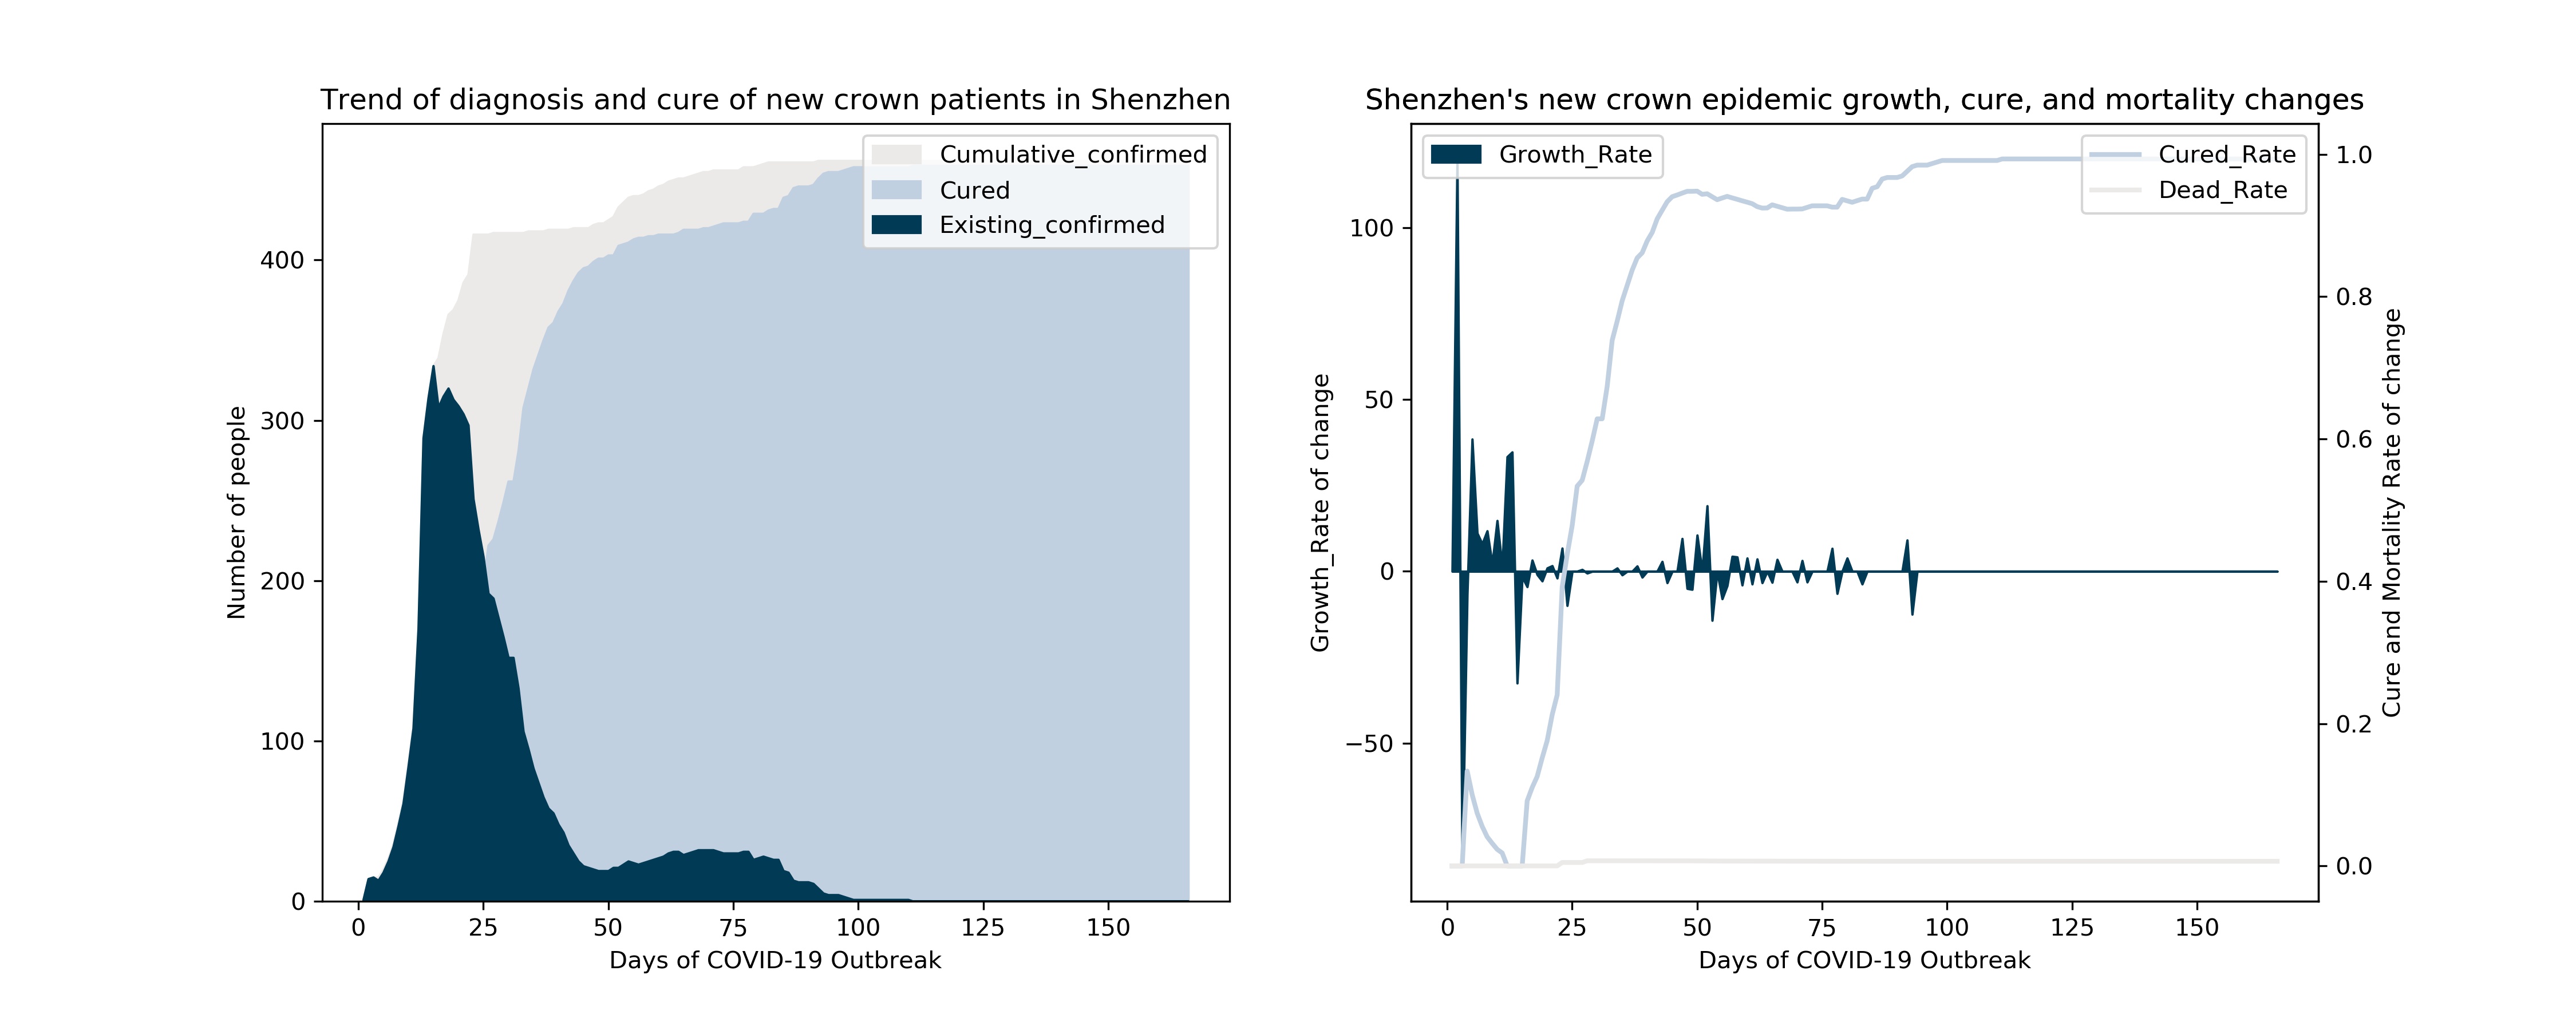 Trend of diagnosis and cure of new crown patients in Shenzhen
Cumulative_confirmed
Cured
Existing_confirmed
Number of people
400
300
200
100
0
0 25 50 75 100 125 150
Days of COVID-19 Outbreak
Shenzhen's new crown epidemic growth, cure, and mortality changes
Growth_Rate
Cured_Rate
Dead_Rate
Growth_Rate of change
100
50
0
−50
1.0
0.8
0.6
0.4
0.2
0.0
Cure and Mortality Rate of change
0 25 50 75 100 125 150
Days of COVID-19 Outbreak